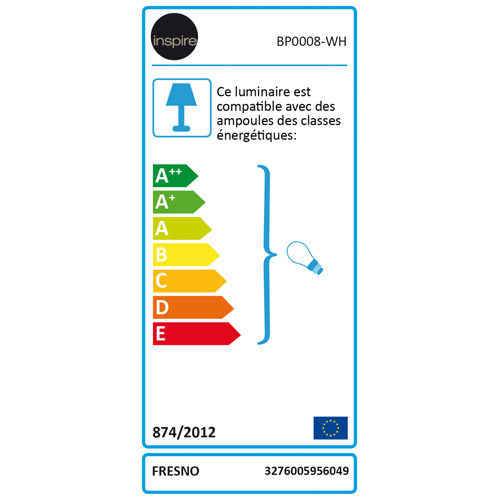 inspire
BP0008-WH
Ce luminaire est
compatible avec des
ampoules des classes
énergétiques:
A++
A+
A
B
C
D
E
874/2012
FRESNO 3276005956049